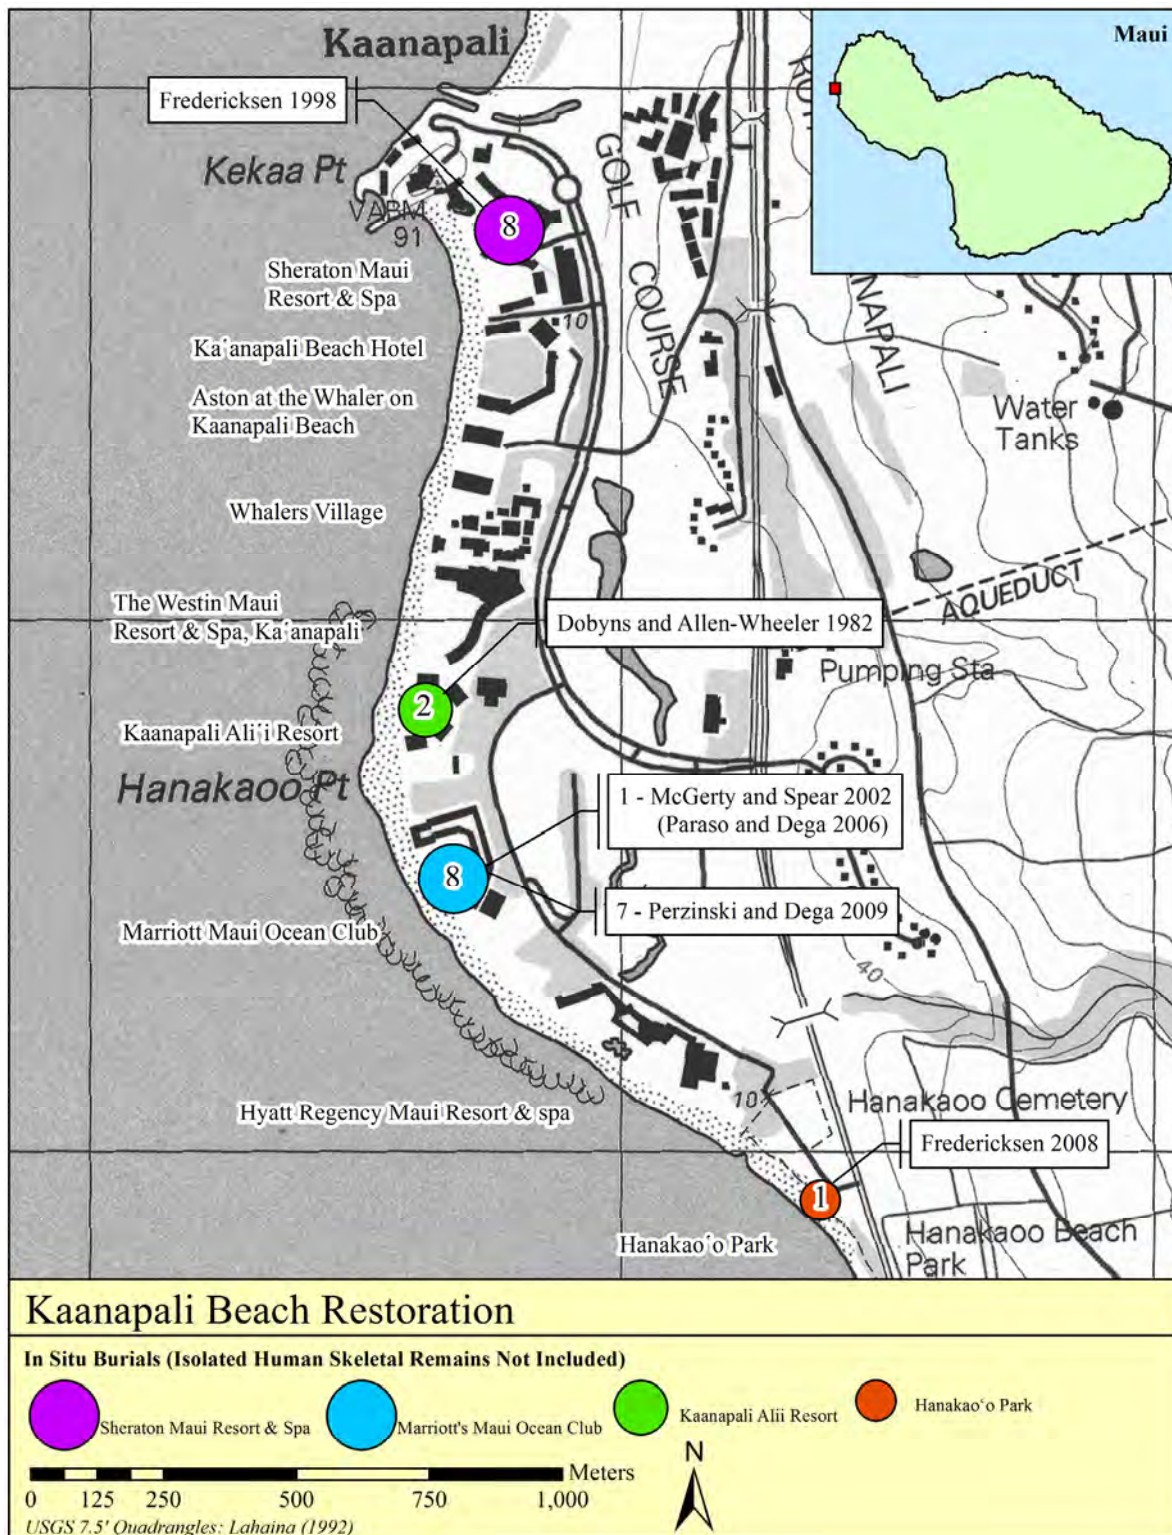 Kaanapali
Maui
Fredericksen 1998
Kekaa Pt
VABM
91
8
GOLF
COURSE
Sheraton Maui
Resort & Spa
10
NAPALI
Ka'anapali Beach Hotel
Aston at the Whaler on
Kaanapali Beach
Water
Tanks
Whalers Village
AQUEDUCT
The Westin Maui
Resort & Spa, Ka'anapali
Dobyns and Allen-Wheeler 1982
Pumping Sta
2
Kaanapali Ali'i Resort
Hanakaoo Pt
1 - McGerty and Spear 2002
(Paraso and Dega 2006)
8
7 - Perzinski and Dega 2009
Marriott Maui Ocean Club
40
Hyatt Regency Maui Resort & spa
10
Hanakaoo Cemetery
Fredericksen 2008
1
Hanakao'o Park
Hanakaoo Beach
Park
Kaanapali Beach Restoration
In Situ Burials (Isolated Human Skeletal Remains Not Included)
Sheraton Maui Resort & Spa
Marriott's Maui Ocean Club
Kaanapali Alii Resort
Hanakao'o Park
N
Meters
0 125 250 500 750 1,000
USGS 7.5' Quadrangles: Lahaina (1992)